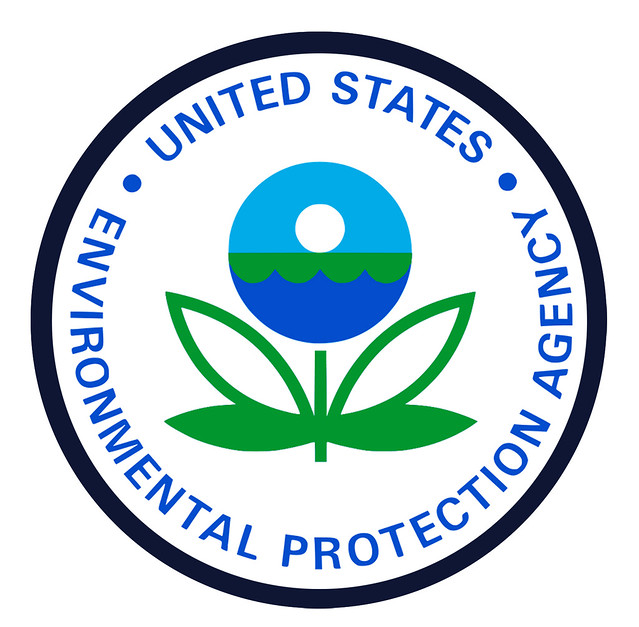 UNITED STATES
ENVIRONMENTAL PROTECTION AGENCY